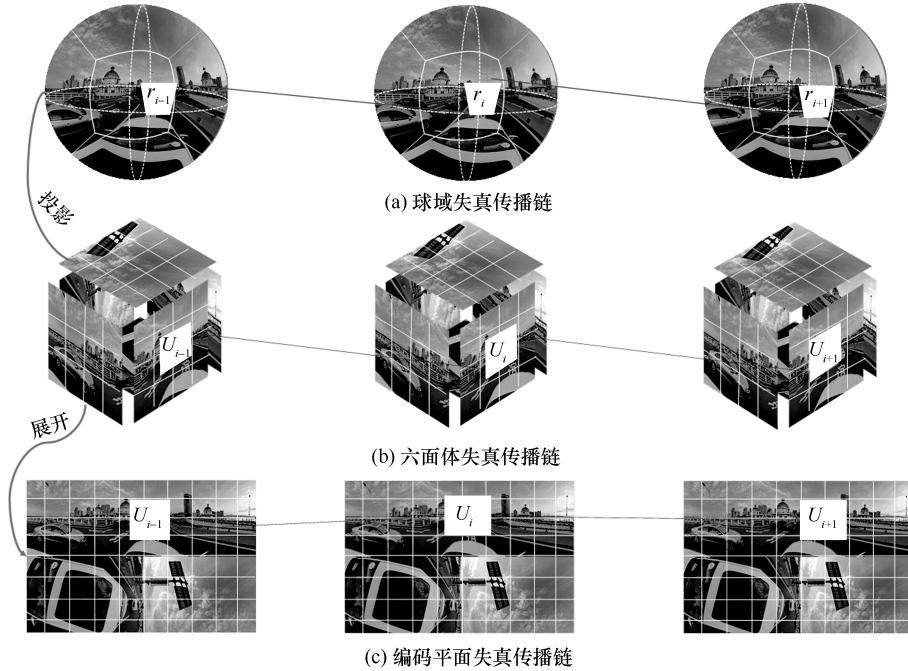 r_{i-1} r_i r_{i+1}
(a) 球域失真传播链
投影
U_{i-1} U_i U_{i+1}
(b) 六面体失真传播链
展开
U_{i-1} U_i U_{i+1}
(c) 编码平面失真传播链